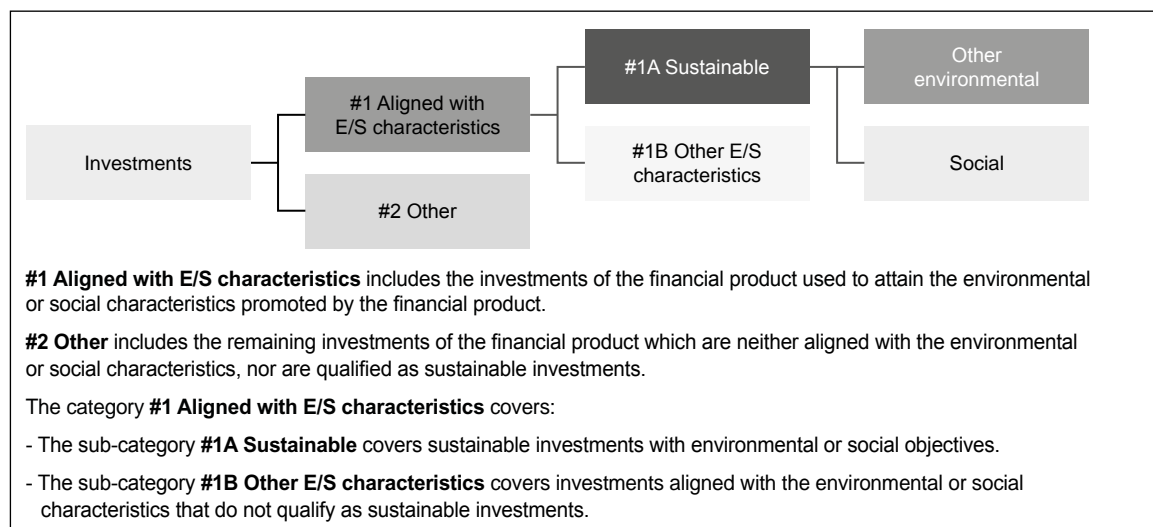 #1A Sustainable
Other
environmental
#1 Aligned with
E/S characteristics
Investments
#1B Other E/S
characteristics
Social
#2 Other
#1 Aligned with E/S characteristics includes the investments of the financial product used to attain the environmental
or social characteristics promoted by the financial product.
#2 Other includes the remaining investments of the financial product which are neither aligned with the environmental
or social characteristics, nor are qualified as sustainable investments.
The category #1 Aligned with E/S characteristics covers:
- The sub-category #1A Sustainable covers sustainable investments with environmental or social objectives.
- The sub-category #1B Other E/S characteristics covers investments aligned with the environmental or social
characteristics that do not qualify as sustainable investments.